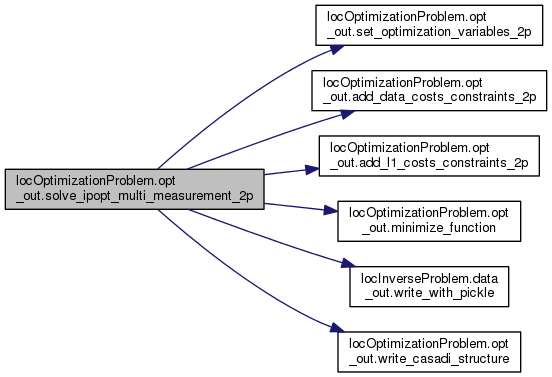 locOptimizationProblem.opt
_out.set_optimization_variables_2p
locOptimizationProblem.opt
_out.add_data_costs_constraints_2p
locOptimizationProblem.opt
_out.add_l1_costs_constraints_2p
locOptimizationProblem.opt
_out.solve_ipopt_multi_measurement_2p
locOptimizationProblem.opt
_out.minimize_function
locInverseProblem.data
_out.write_with_pickle
locOptimizationProblem.opt
_out.write_casadi_structure